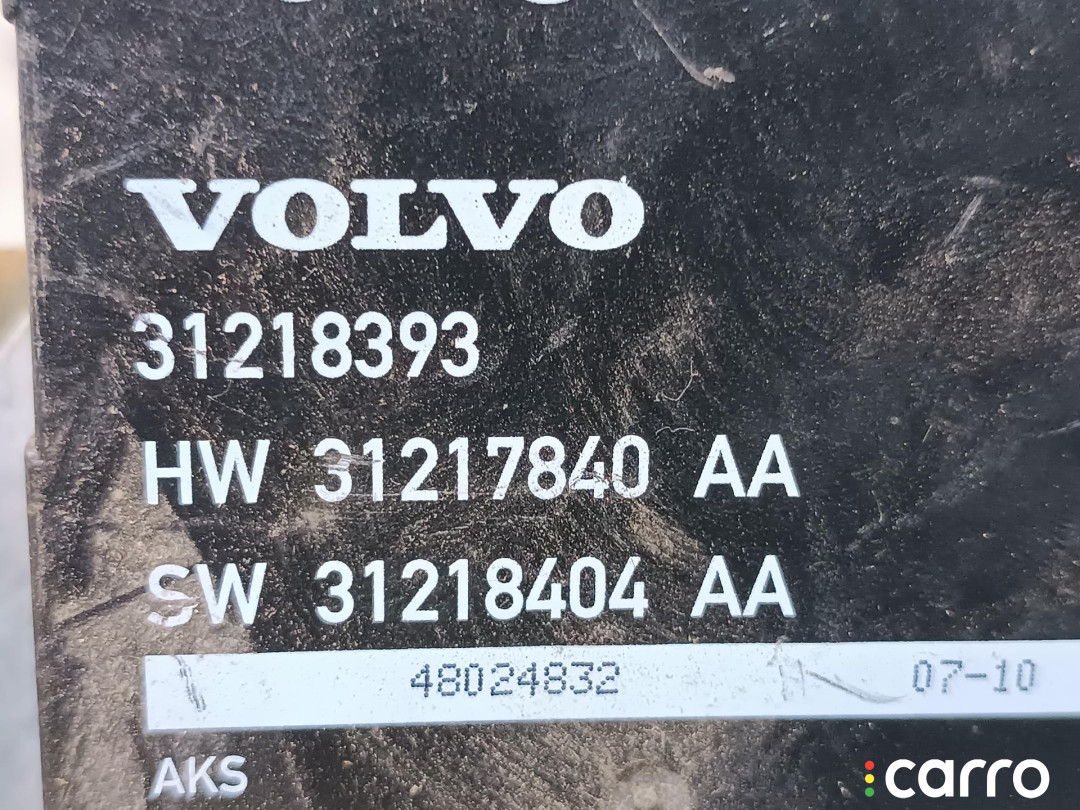 VOLVO
31218393
HW 31217840 AA
SW 31218404 AA
48024832 07-10
AKS
carro